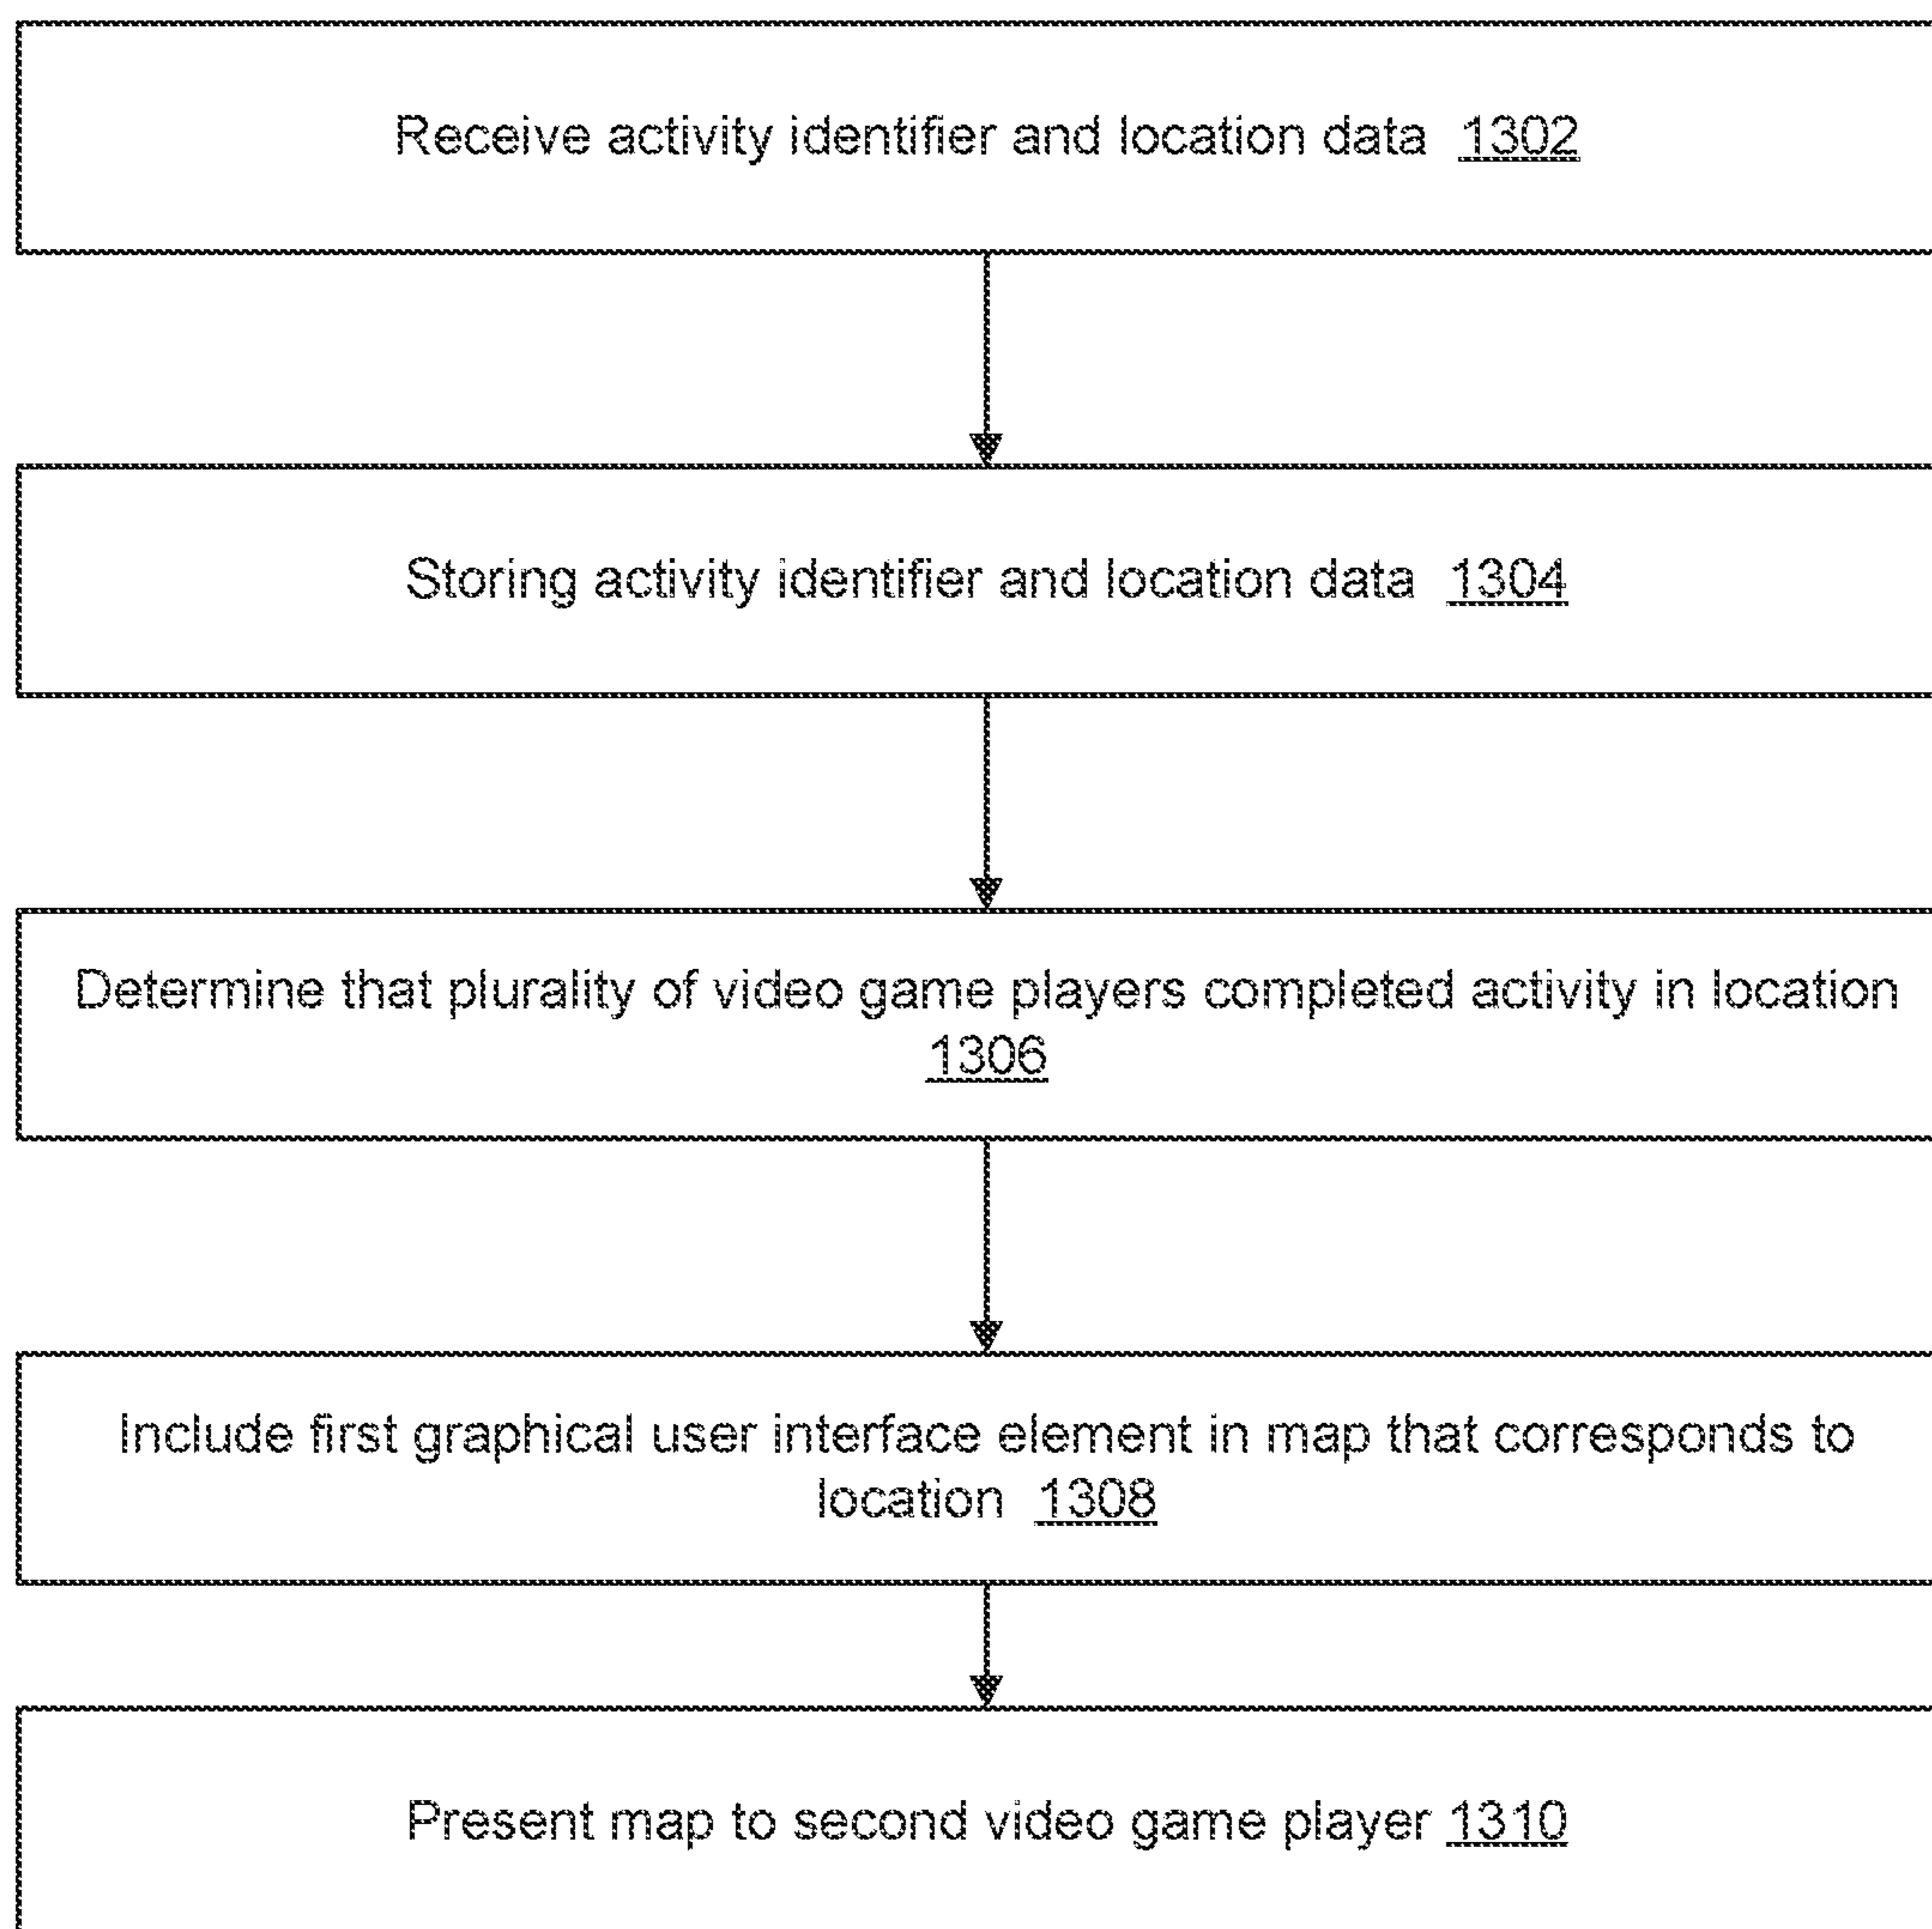 Receive activity identifier and location data 1302
Storing activity identifier and location data 1304
Determine that plurality of video game players completed activity in location
1306
Include first graphical user interface element in map that corresponds to
location 1308
Present map to second video game player 1310